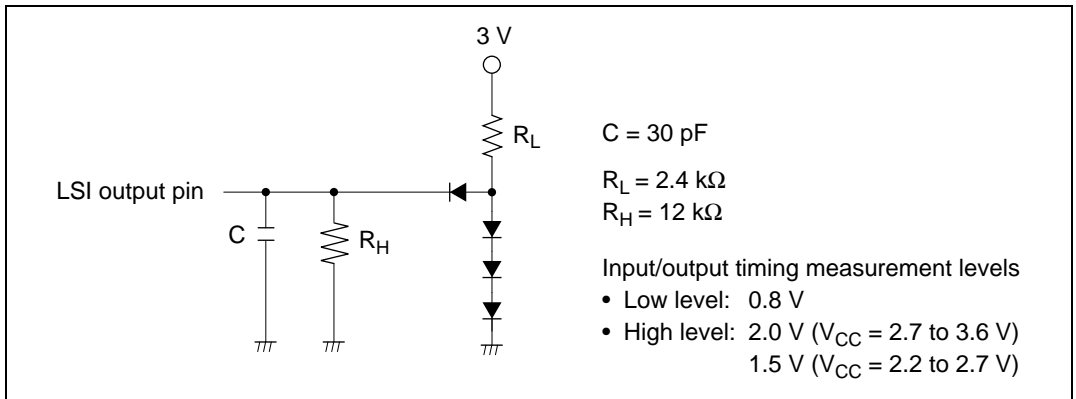 3 V
R_L
C = 30 pF
R_L = 2.4 kΩ
R_H = 12 kΩ
LSI output pin
C
R_H
Input/output timing measurement levels
• Low level: 0.8 V
• High level: 2.0 V (V_CC = 2.7 to 3.6 V)
1.5 V (V_CC = 2.2 to 2.7 V)